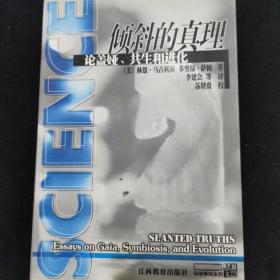 SCIENCE
倾斜的真理
论盖娅、共生和进化
〔美〕林恩·马古利斯 多里昂·萨根 著
李建会 等 译
苏贤贵 校
SLANTED TRUTHS
Essays on Gaia, Symbiosis, and Evolution
江西教育出版社